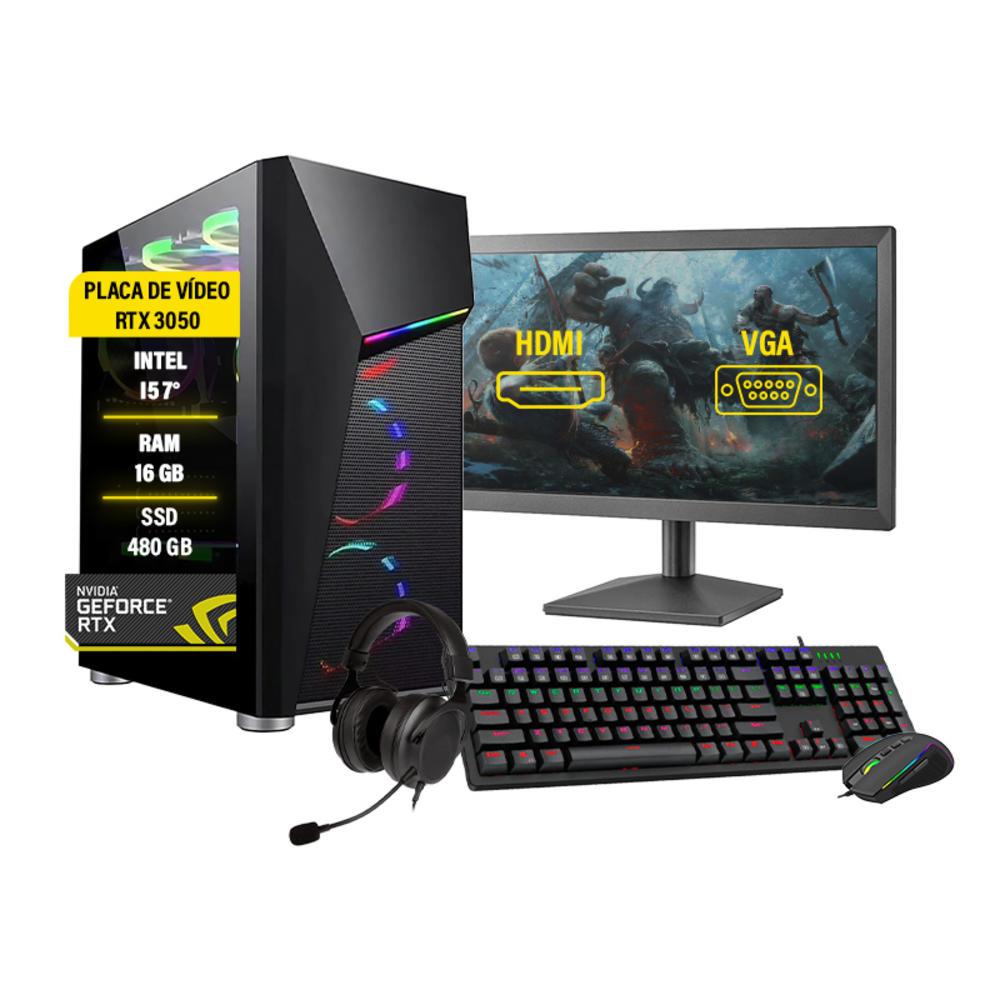 PLACA DE VÍDEO
RTX 3050
INTEL
I5 7°
RAM
16 GB
SSD
480 GB
NVIDIA
GEFORCE®
RTX
HDMI
VGA